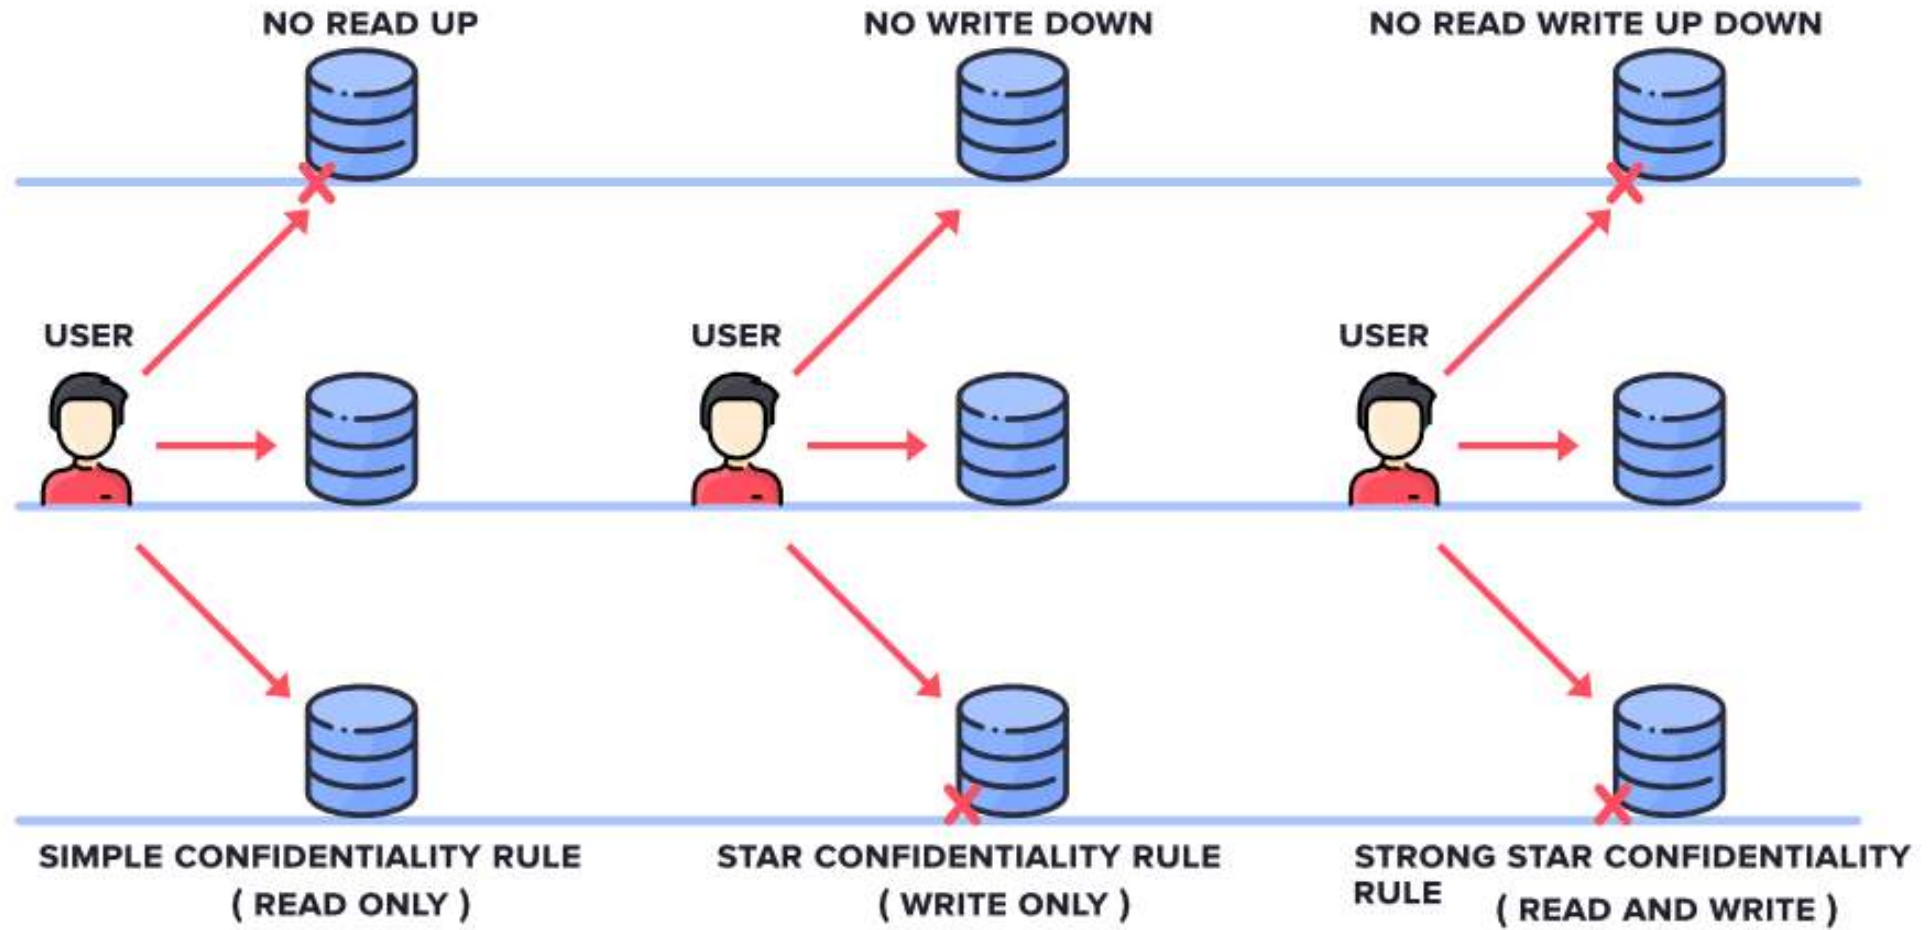 NO READ UP
NO WRITE DOWN
NO READ WRITE UP DOWN
USER
USER
USER
SIMPLE CONFIDENTIALITY RULE
( READ ONLY )
STAR CONFIDENTIALITY RULE
( WRITE ONLY )
STRONG STAR CONFIDENTIALITY
RULE
( READ AND WRITE )